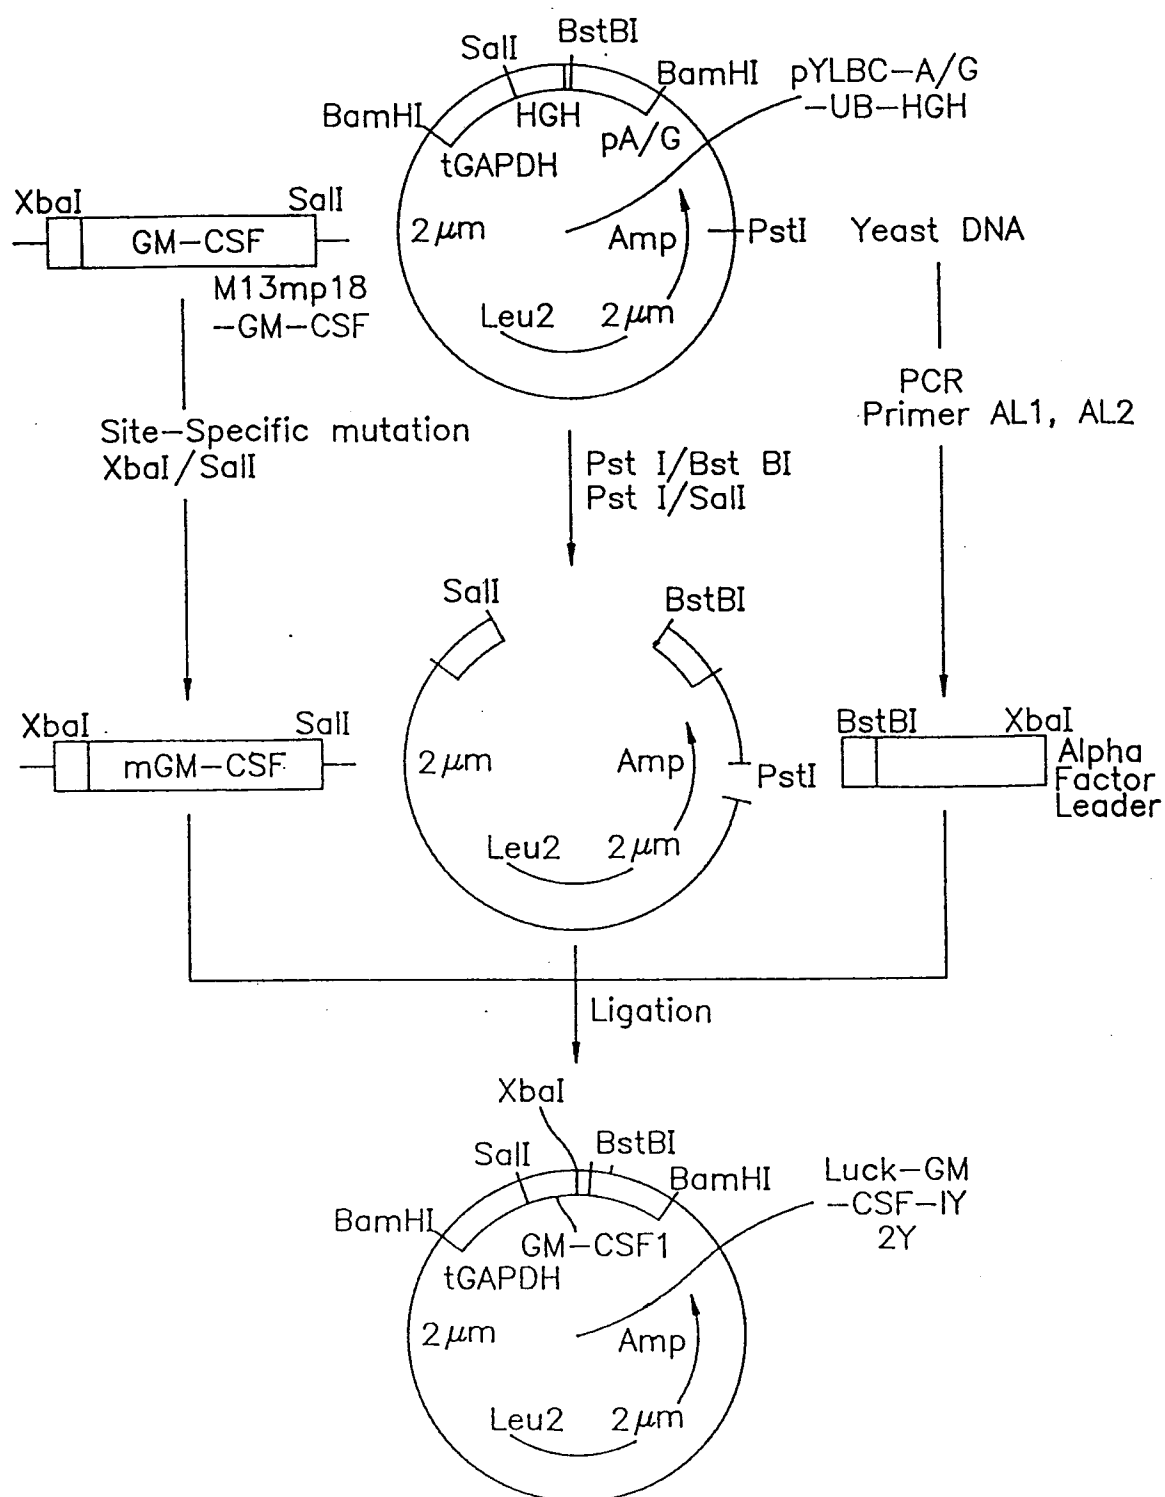 BstBI
SalI
BamHI
pYLBC-A/G
-UB-HGH
BamHI
HGH
pA/G
tGAPDH
XbaI
SalI
GM-CSF
M13mp18
-GM-CSF
2μm
Amp
PstI
Yeast DNA
Leu2
2μm
PCR
Primer AL1, AL2
Site-Specific mutation
XbaI/SalI
Pst I/Bst BI
Pst I/SalI
SalI
BstBI
XbaI
SalI
mGM-CSF
2μm
Amp
PstI
BstBI
XbaI
Alpha
Factor
Leader
Leu2
2μm
Ligation
XbaI
SalI
BstBI
BamHI
BamHI
Luck-GM
-CSF-IY
2Y
GM-CSF1
tGAPDH
2μm
Amp
Leu2
2μm